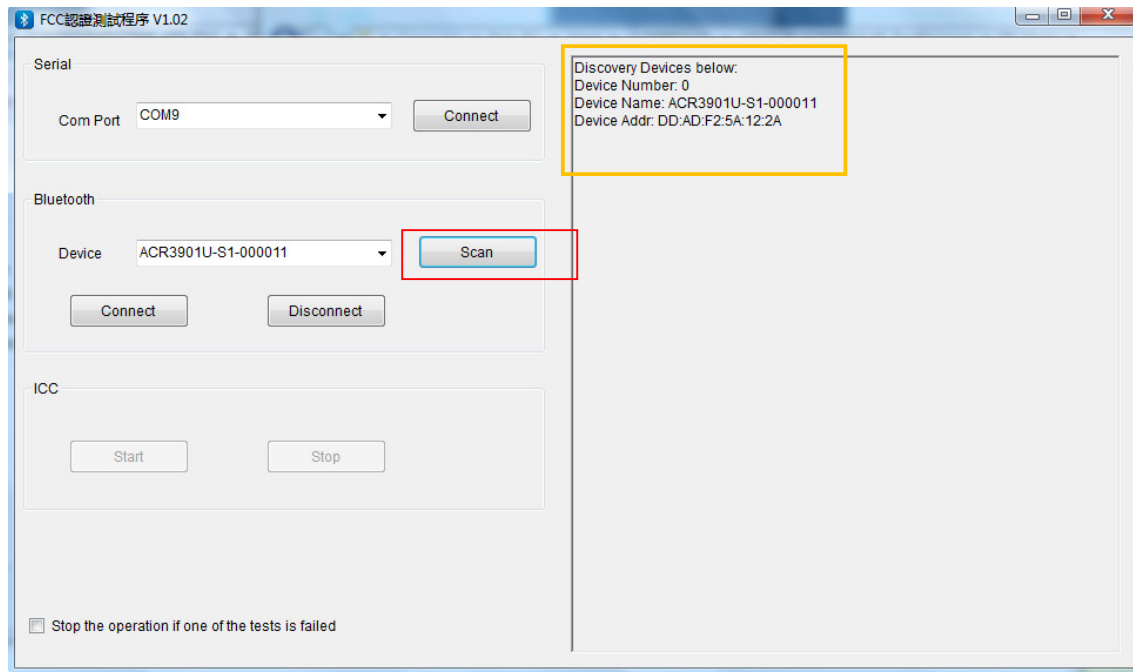 FCC認證測試程序 V1.02
Serial
Com Port
COM9
Connect
Bluetooth
Device
ACR3901U-S1-000011
Scan
Connect
Disconnect
ICC
Start
Stop
Stop the operation if one of the tests is failed
Discovery Devices below:
Device Number: 0
Device Name: ACR3901U-S1-000011
Device Addr: DD:AD:F2:5A:12:2A